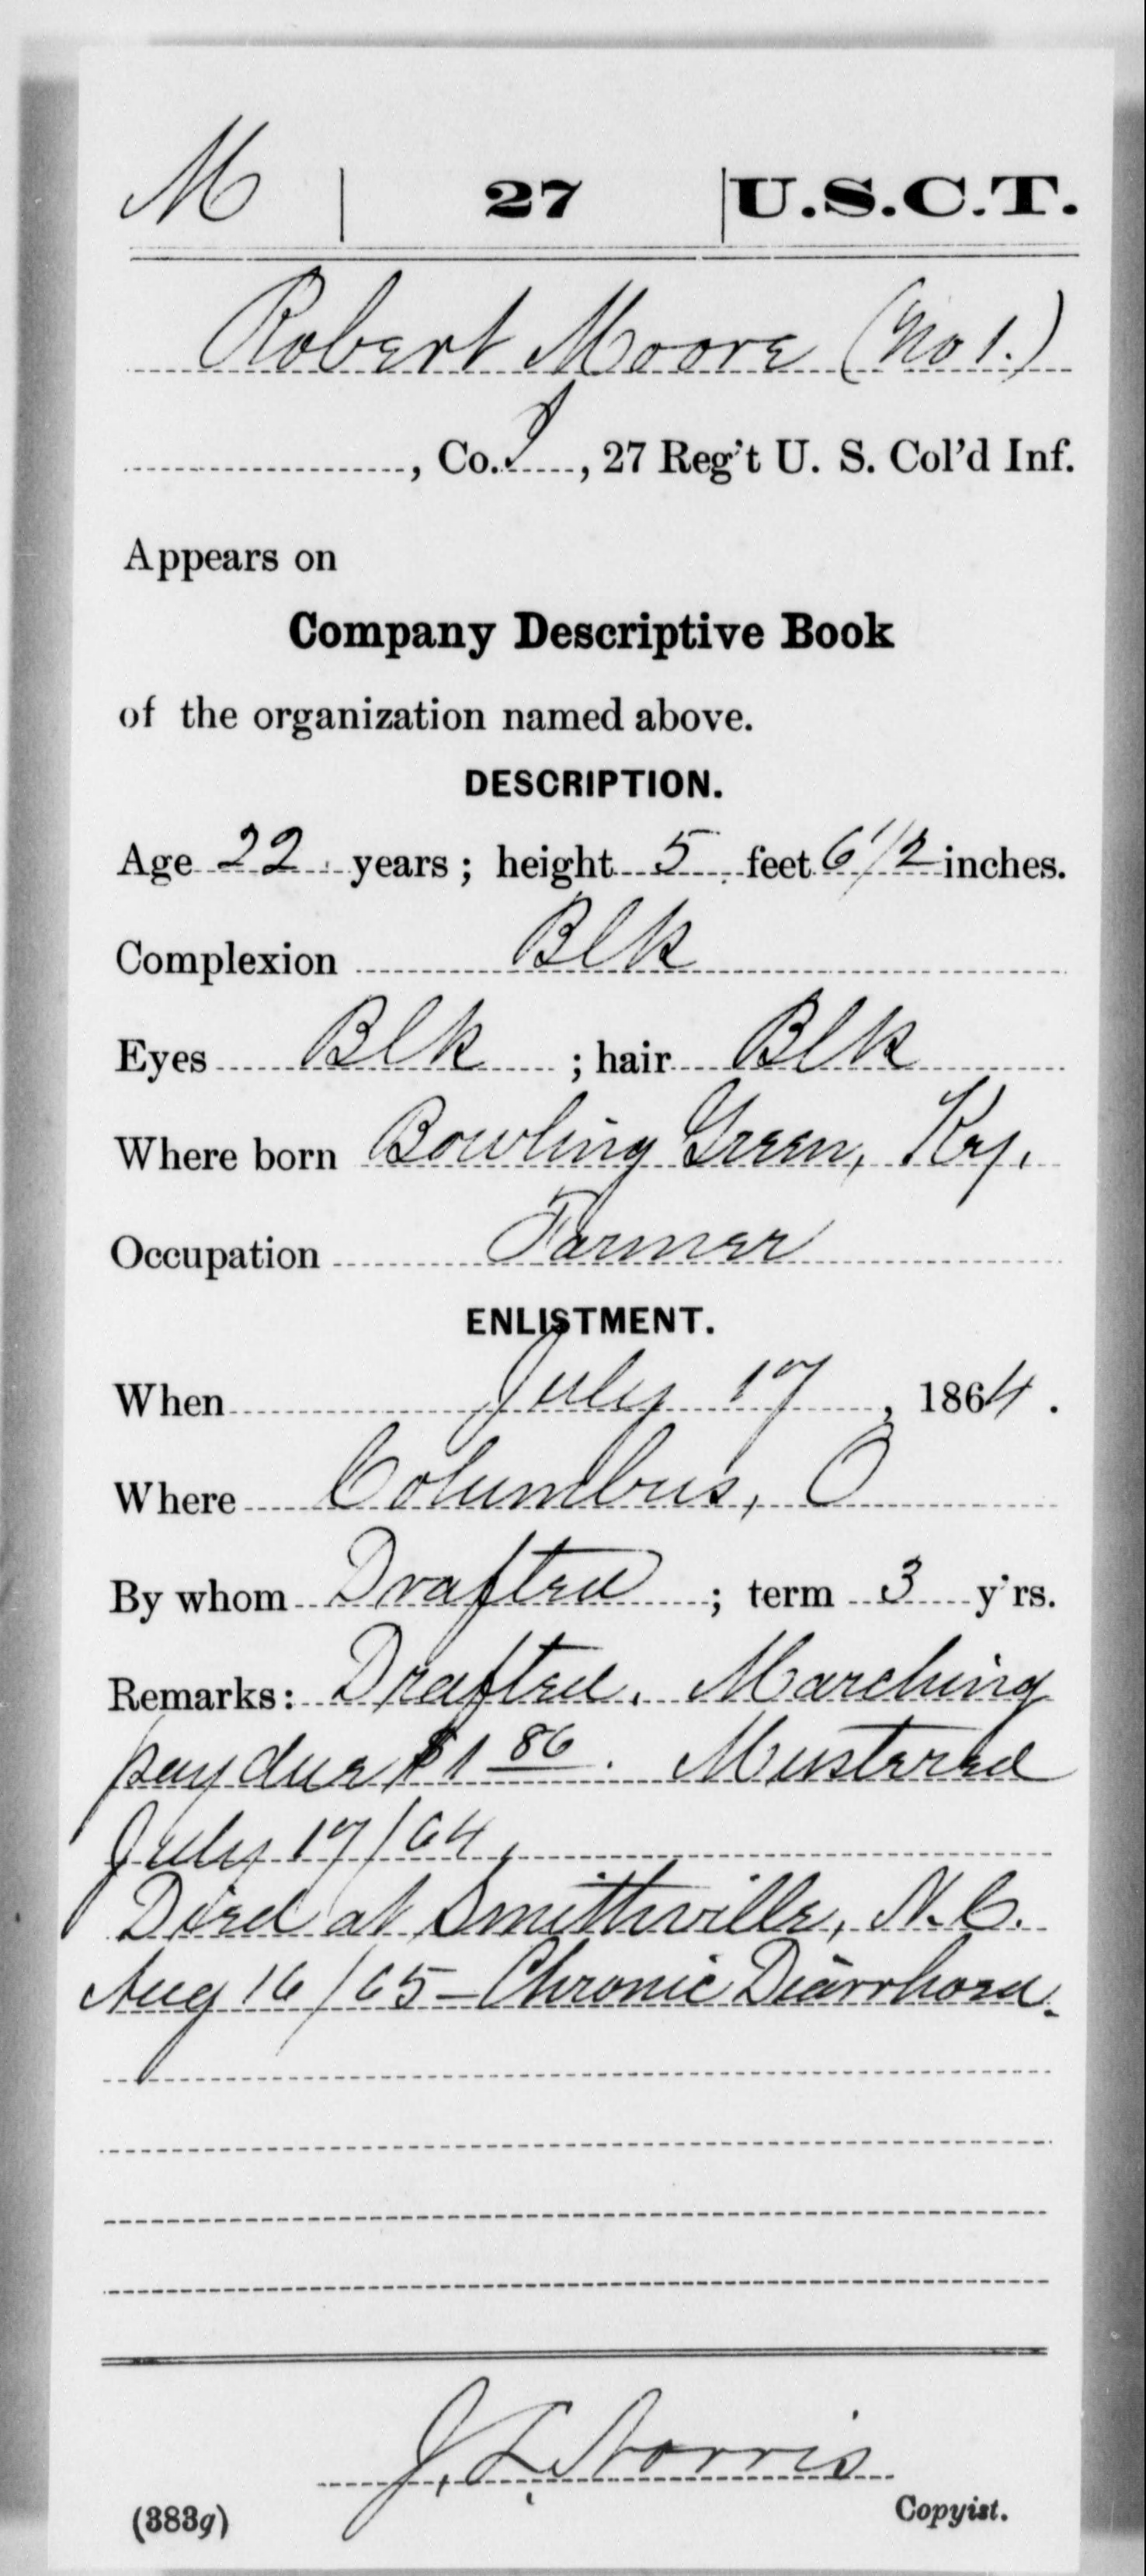 M | 27 | U.S.C.T.
Robert Moore (No 1.)
, Co. I, 27 Reg't U. S. Col'd Inf.
Appears on
Company Descriptive Book
of the organization named above.
DESCRIPTION.
Age 22 years; height 5 feet 6 1/2 inches.
Complexion Blk
Eyes Blk ; hair Blk
Where born Bowling Green, Ky.
Occupation Farmer
ENLISTMENT.
When July 17, 1864.
Where Columbus, O
By whom Drafted ; term 3 y'rs.
Remarks: Drafted. Marching
pay due $1 86. Mustered
July 17/64.
Died at Smithville, N.C.
Aug 16/65 – Chronic Diarrhoea.
J. L. Norris
(383g) Copyist.